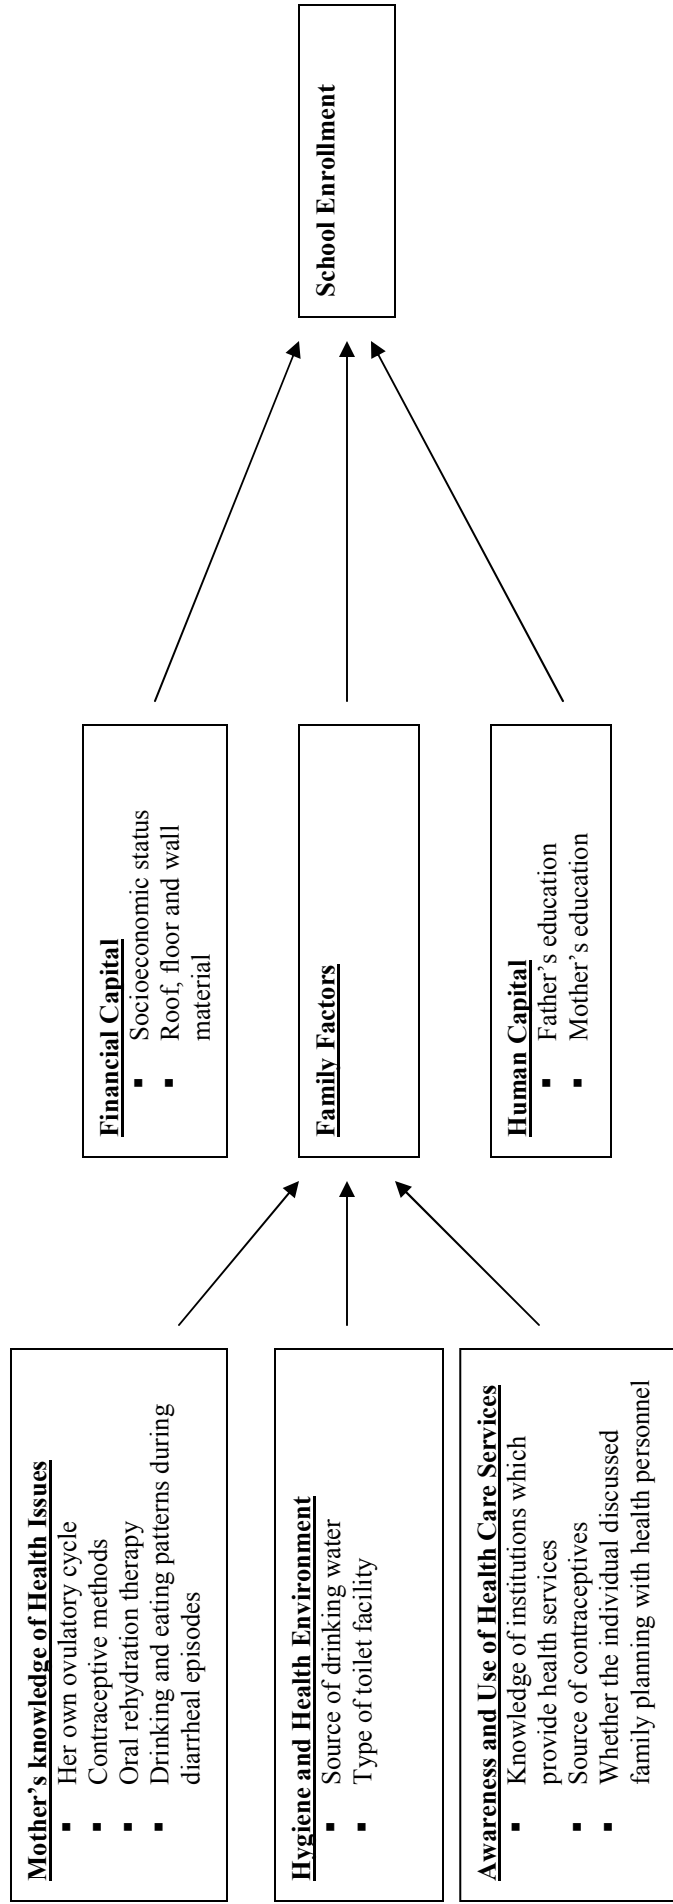 Mother’s knowledge of Health Issues
▪ Her own ovulatory cycle
▪ Contraceptive methods
▪ Oral rehydration therapy
▪ Drinking and eating patterns during
diarrheal episodes
Hygiene and Health Environment
▪ Source of drinking water
▪ Type of toilet facility
Awareness and Use of Health Care Services
▪ Knowledge of institutions which
provide health services
▪ Source of contraceptives
▪ Whether the individual discussed
family planning with health personnel
Financial Capital
▪ Socioeconomic status
▪ Roof, floor and wall
material
Family Factors
Human Capital
▪ Father’s education
▪ Mother’s education
School Enrollment